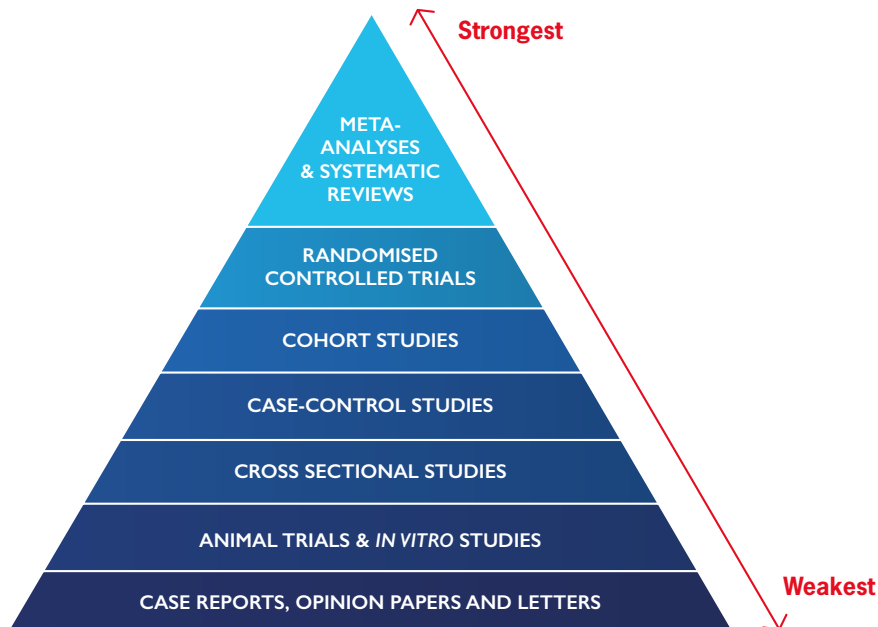 Strongest
META-
ANALYSES
& SYSTEMATIC
REVIEWS
RANDOMISED
CONTROLLED TRIALS
COHORT STUDIES
CASE-CONTROL STUDIES
CROSS SECTIONAL STUDIES
ANIMAL TRIALS & IN VITRO STUDIES
Weakest
CASE REPORTS, OPINION PAPERS AND LETTERS